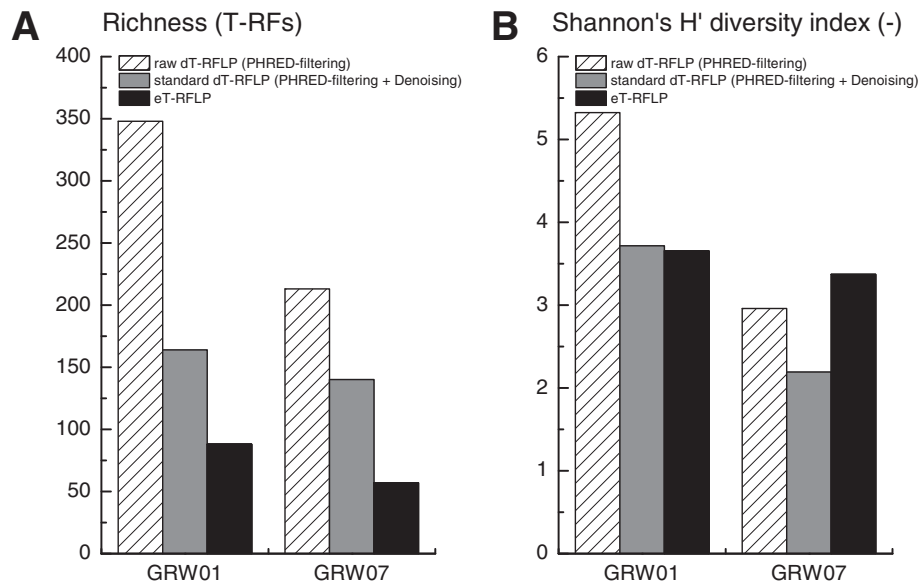 A Richness (T-RFs)
400
350
300
250
200
150
100
50
0
raw dT-RFLP (PHRED-filtering)
standard dT-RFLP (PHRED-filtering + Denoising)
eT-RFLP
GRW01 GRW07
B Shannon's H' diversity index (-)
6
5
4
3
2
1
0
raw dT-RFLP (PHRED-filtering)
standard dT-RFLP (PHRED-filtering + Denoising)
eT-RFLP
GRW01 GRW07